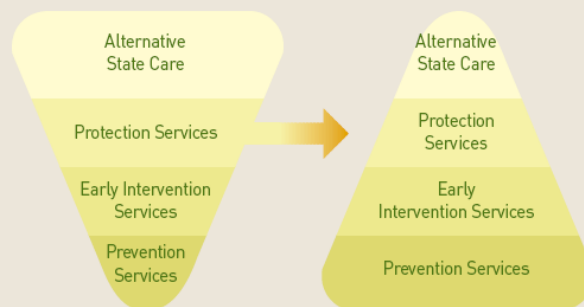 Alternative
State Care
Protection Services
Early Intervention
Services
Prevention
Services
Alternative
State Care
Protection
Services
Early
Intervention Services
Prevention Services